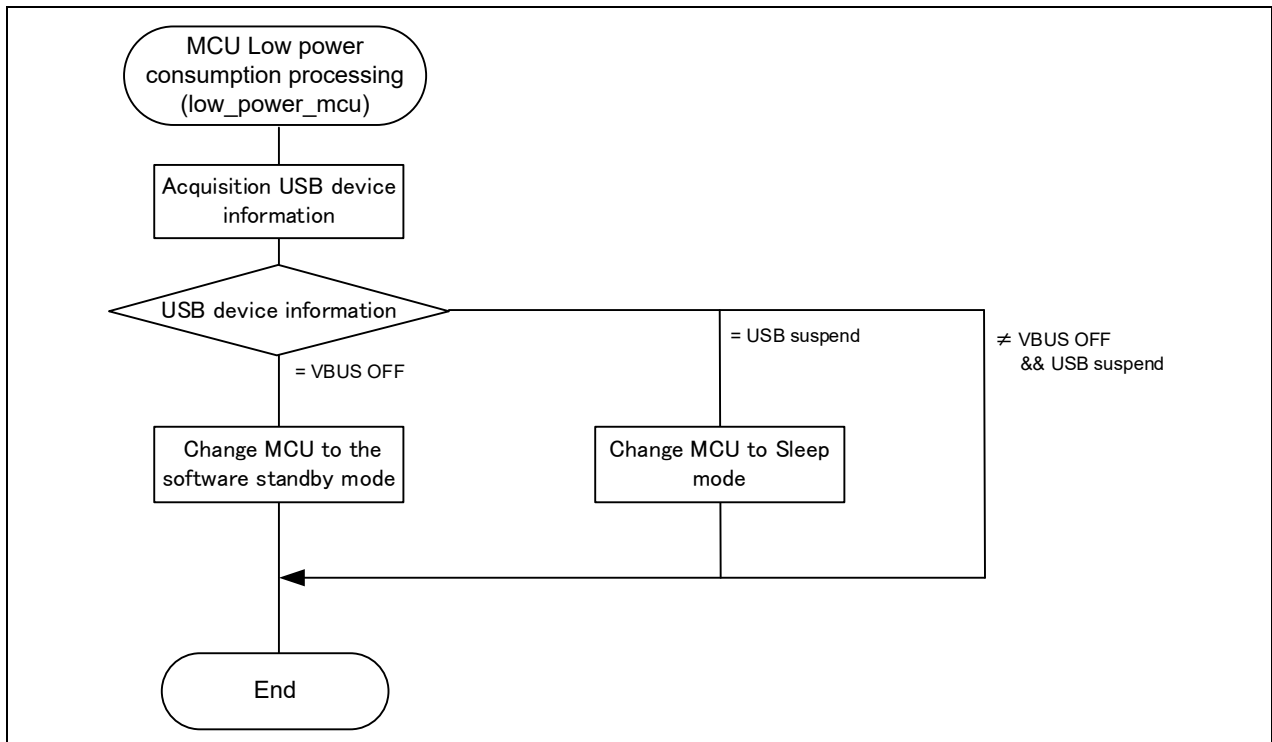 MCU Low power
consumption processing
(low_power_mcu)
Acquisition USB device
information
USB device information
= USB suspend
≠ VBUS OFF
&& USB suspend
= VBUS OFF
Change MCU to the
software standby mode
Change MCU to Sleep
mode
End